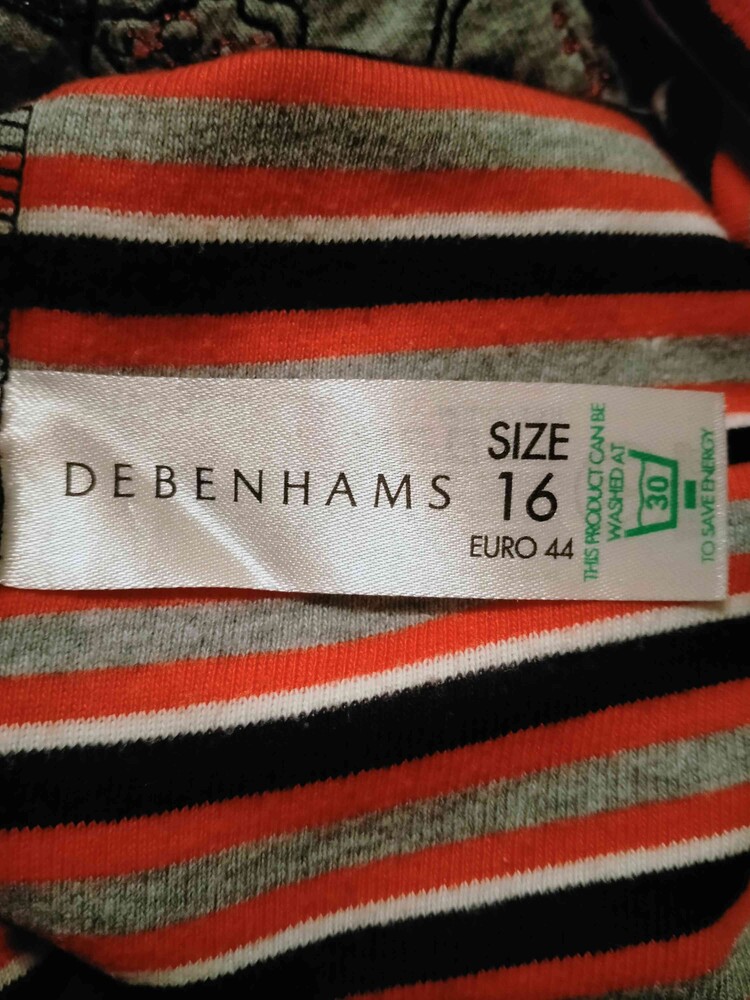 DEBENHAMS
SIZE
16
EURO 44
THIS PRODUCT CAN BE
WASHED AT
30
TO SAVE ENERGY